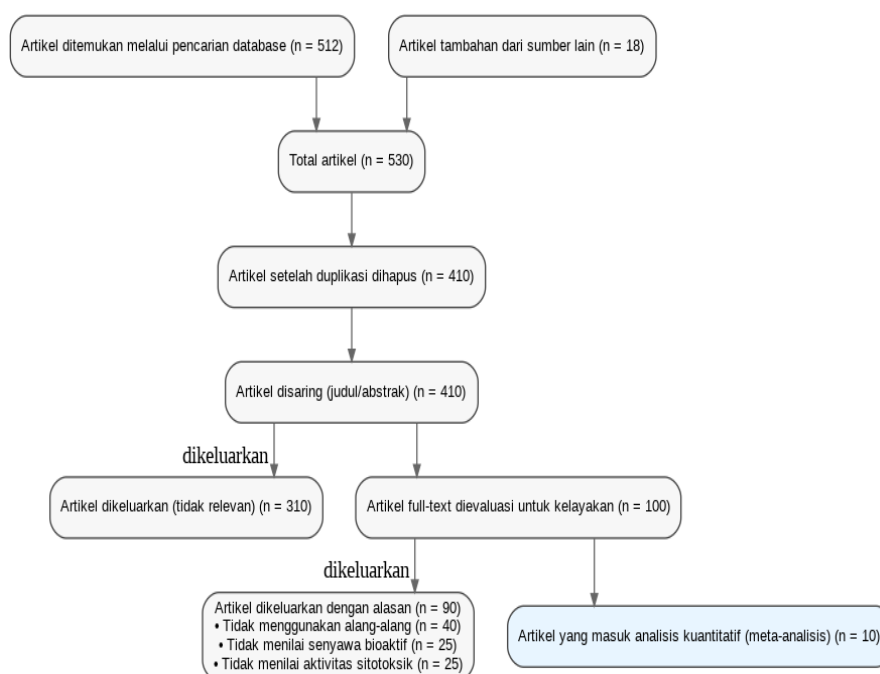 Artikel ditemukan melalui pencarian database (n = 512)
Artikel tambahan dari sumber lain (n = 18)
Total artikel (n = 530)
Artikel setelah duplikasi dihapus (n = 410)
Artikel disaring (judul/abstrak) (n = 410)
dikeluarkan
Artikel dikeluarkan (tidak relevan) (n = 310)
Artikel full-text dievaluasi untuk kelayakan (n = 100)
dikeluarkan
Artikel dikeluarkan dengan alasan (n = 90)
• Tidak menggunakan alang-alang (n = 40)
• Tidak menilai senyawa bioaktif (n = 25)
• Tidak menilai aktivitas sitotoksik (n = 25)
Artikel yang masuk analisis kuantitatif (meta-analisis) (n = 10)